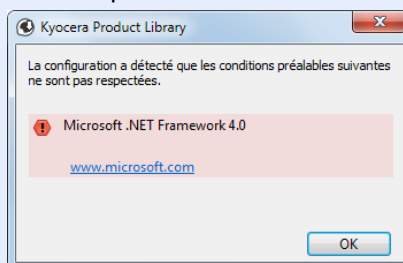 Kyocera Product Library
La configuration a détecté que les conditions préalables suivantes
ne sont pas respectées.
Microsoft .NET Framework 4.0
www.microsoft.com
OK